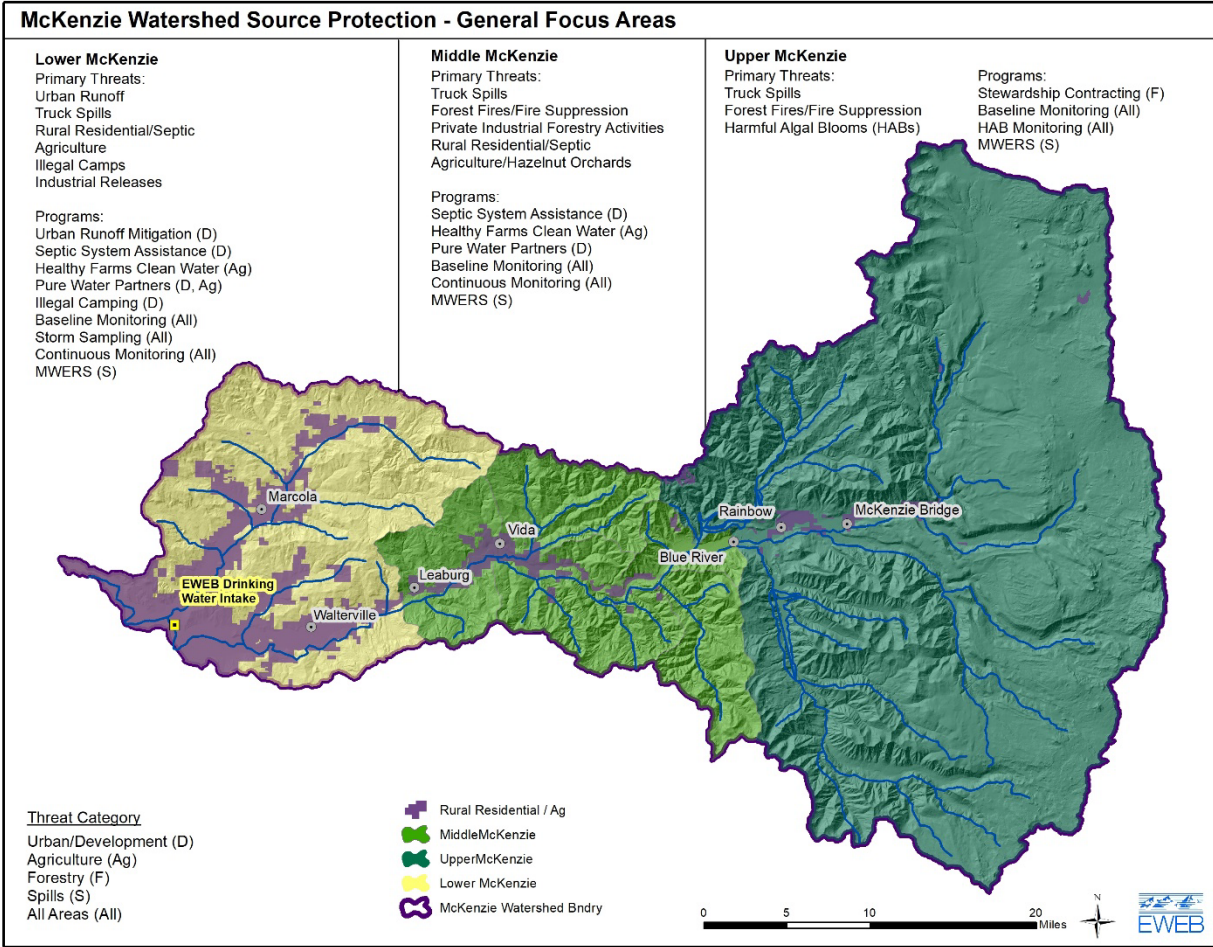 McKenzie Watershed Source Protection - General Focus Areas
Lower McKenzie
Primary Threats:
Urban Runoff
Truck Spills
Rural Residential/Septic
Agriculture
Illegal Camps
Industrial Releases
Programs:
Urban Runoff Mitigation (D)
Septic System Assistance (D)
Healthy Farms Clean Water (Ag)
Pure Water Partners (D, Ag)
Illegal Camping (D)
Baseline Monitoring (All)
Storm Sampling (All)
Continuous Monitoring (All)
MWERS (S)
Middle McKenzie
Primary Threats:
Truck Spills
Forest Fires/Fire Suppression
Private Industrial Forestry Activities
Rural Residential/Septic
Agriculture/Hazelnut Orchards
Programs:
Septic System Assistance (D)
Healthy Farms Clean Water (Ag)
Pure Water Partners (D)
Baseline Monitoring (All)
Continuous Monitoring (All)
MWERS (S)
Upper McKenzie
Primary Threats:
Truck Spills
Forest Fires/Fire Suppression
Harmful Algal Blooms (HABs)
Programs:
Stewardship Contracting (F)
Baseline Monitoring (All)
HAB Monitoring (All)
MWERS (S)
Marcola
Vida
Rainbow
McKenzie Bridge
Blue River
Leaburg
EWEB Drinking
Water Intake
Walterville
Threat Category
Urban/Development (D)
Agriculture (Ag)
Forestry (F)
Spills (S)
All Areas (All)
Rural Residential / Ag
MiddleMcKenzie
UpperMcKenzie
Lower McKenzie
McKenzie Watershed Bndry
0 5 10 20
Miles
N
EWEB